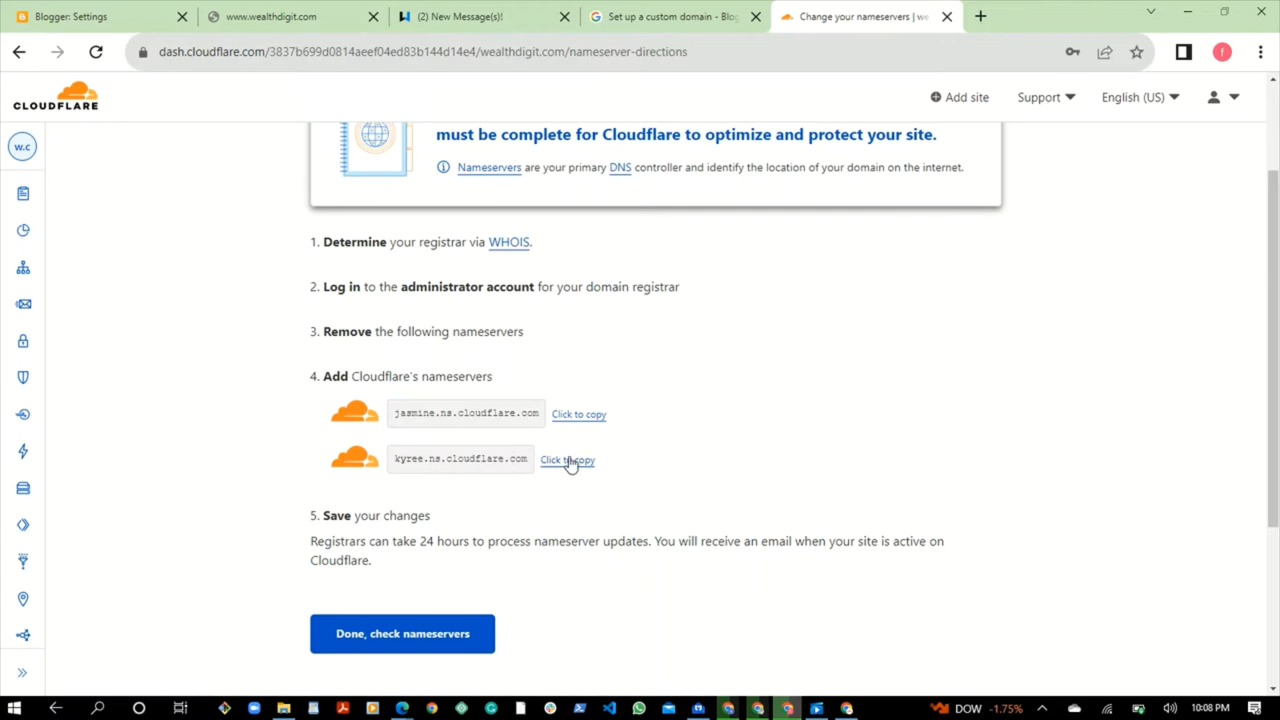 Blogger: Settings
www.wealthdigit.com
(2) New Message(s)!
Set up a custom domain - Blog
Change your nameservers | we
dash.cloudflare.com/3837b699d0814aeef04ed83b144d14e4/wealthdigit.com/nameserver-directions
f
CLOUDFLARE
Add site
Support
English (US)
w.c
must be complete for Cloudflare to optimize and protect your site.
Nameservers are your primary DNS controller and identify the location of your domain on the internet.
1. Determine your registrar via WHOIS.
2. Log in to the administrator account for your domain registrar
3. Remove the following nameservers
4. Add Cloudflare's nameservers
jasmine.ns.cloudflare.com Click to copy
kyree.ns.cloudflare.com Click to copy
5. Save your changes
Registrars can take 24 hours to process nameserver updates. You will receive an email when your site is active on
Cloudflare.
Done, check nameservers
DOW -1.75%
10:08 PM